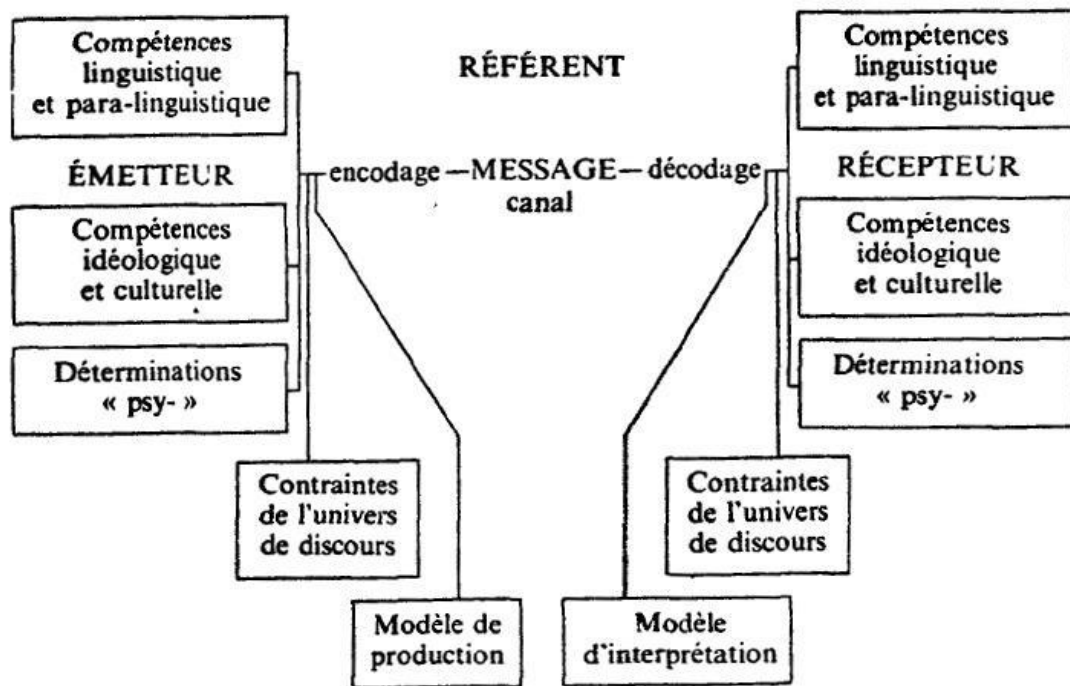 Compétences
linguistique
et para-linguistique
RÉFÉRENT
Compétences
linguistique
et para-linguistique
ÉMETTEUR
encodage — MESSAGE — décodage
canal
RÉCEPTEUR
Compétences
idéologique
et culturelle
Compétences
idéologique
et culturelle
Déterminations
« psy- »
Déterminations
« psy- »
Contraintes
de l'univers
de discours
Contraintes
de l'univers
de discours
Modèle de
production
Modèle
d'interprétation